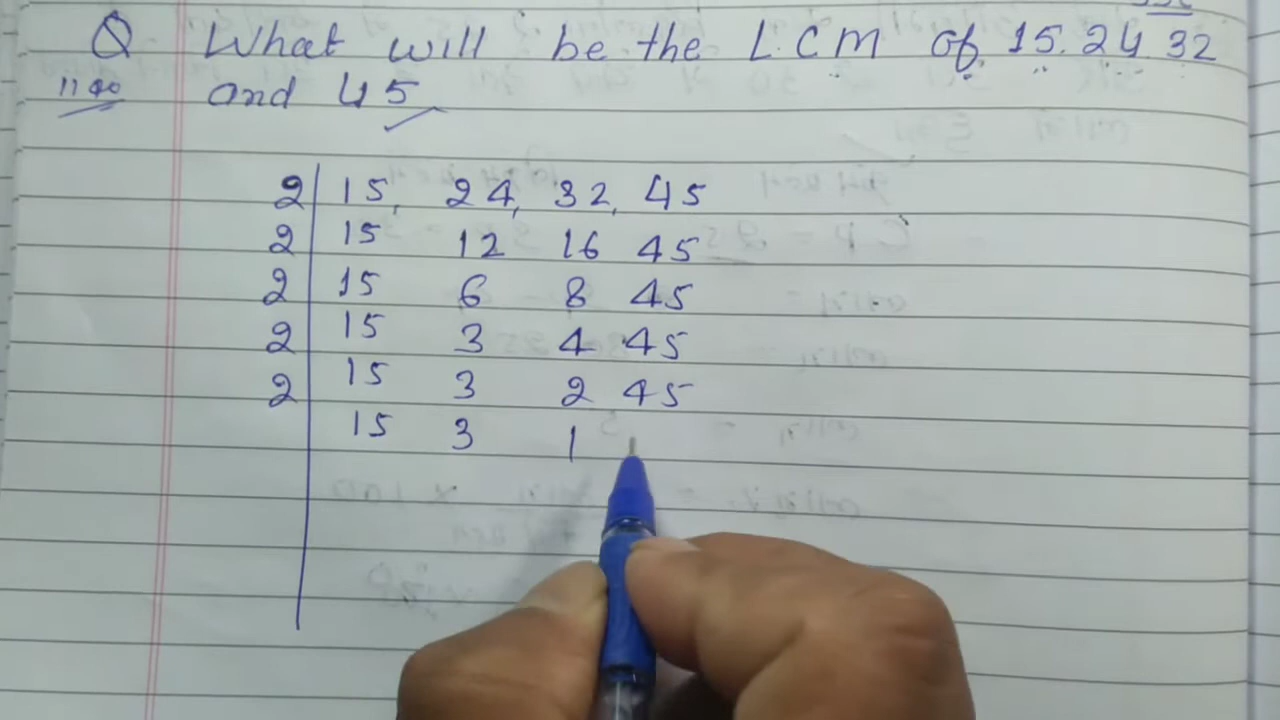 Q What will be the L.C.M of 15. 24 32
and 45
2 15, 24, 32, 45
2 15 12 16 45
2 15 6 8 45
2 15 3 4 45
2 15 3 2 45
15 3 1